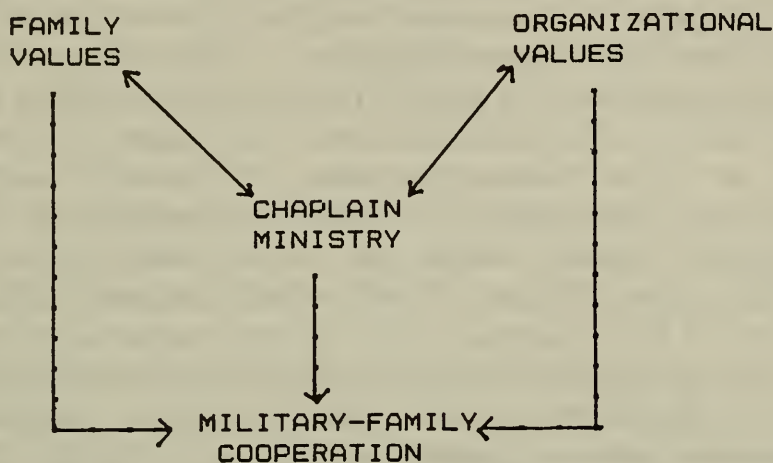 FAMILY
VALUES
ORGANIZATIONAL
VALUES
CHAPLAIN
MINISTRY
MILITARY-FAMILY
COOPERATION